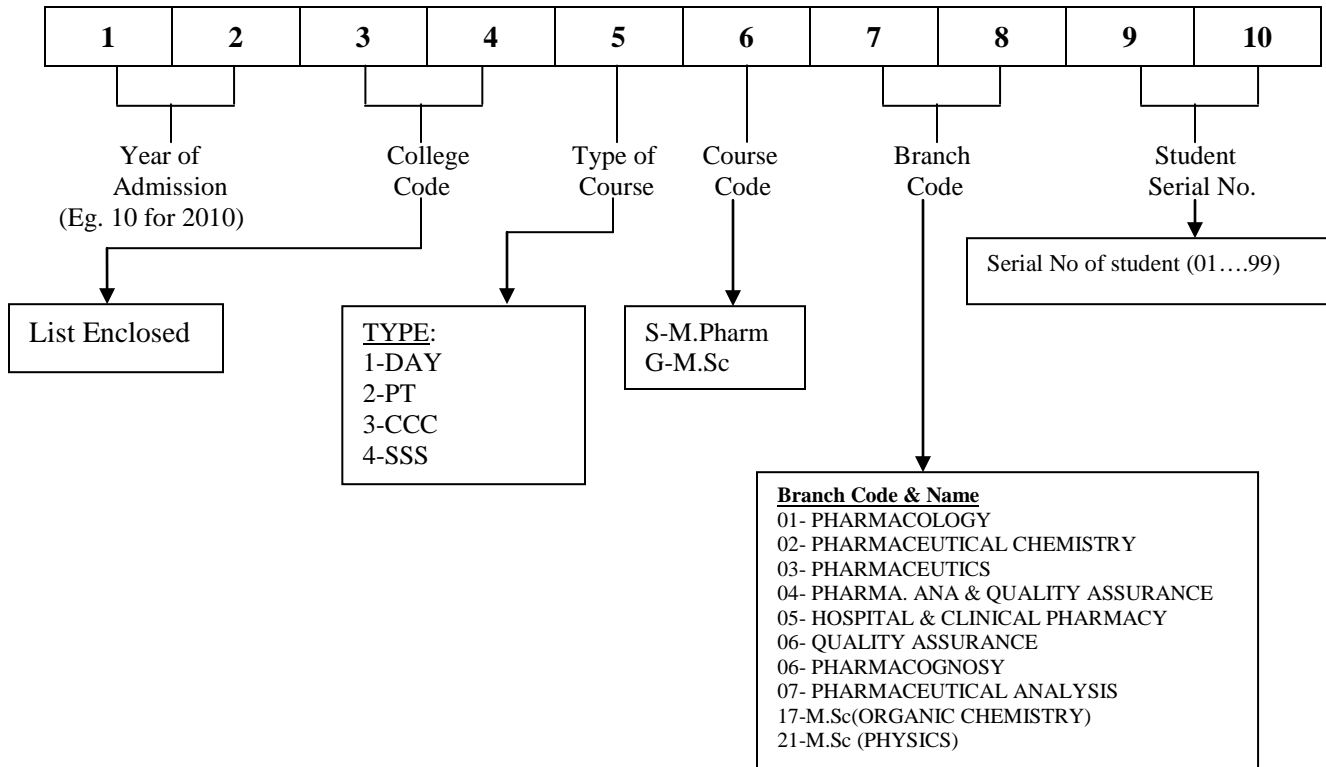 1 2 3 4 5 6 7 8 9 10
Year of
Admission
(Eg. 10 for 2010)
College
Code
Type of
Course
Course
Code
Branch
Code
Student
Serial No.
List Enclosed
TYPE:
1-DAY
2-PT
3-CCC
4-SSS
S-M.Pharm
G-M.Sc
Serial No of student (01….99)
Branch Code & Name
01- PHARMACOLOGY
02- PHARMACEUTICAL CHEMISTRY
03- PHARMACEUTICS
04- PHARMA. ANA & QUALITY ASSURANCE
05- HOSPITAL & CLINICAL PHARMACY
06- QUALITY ASSURANCE
06- PHARMACOGNOSY
07- PHARMACEUTICAL ANALYSIS
17-M.Sc(ORGANIC CHEMISTRY)
21-M.Sc (PHYSICS)